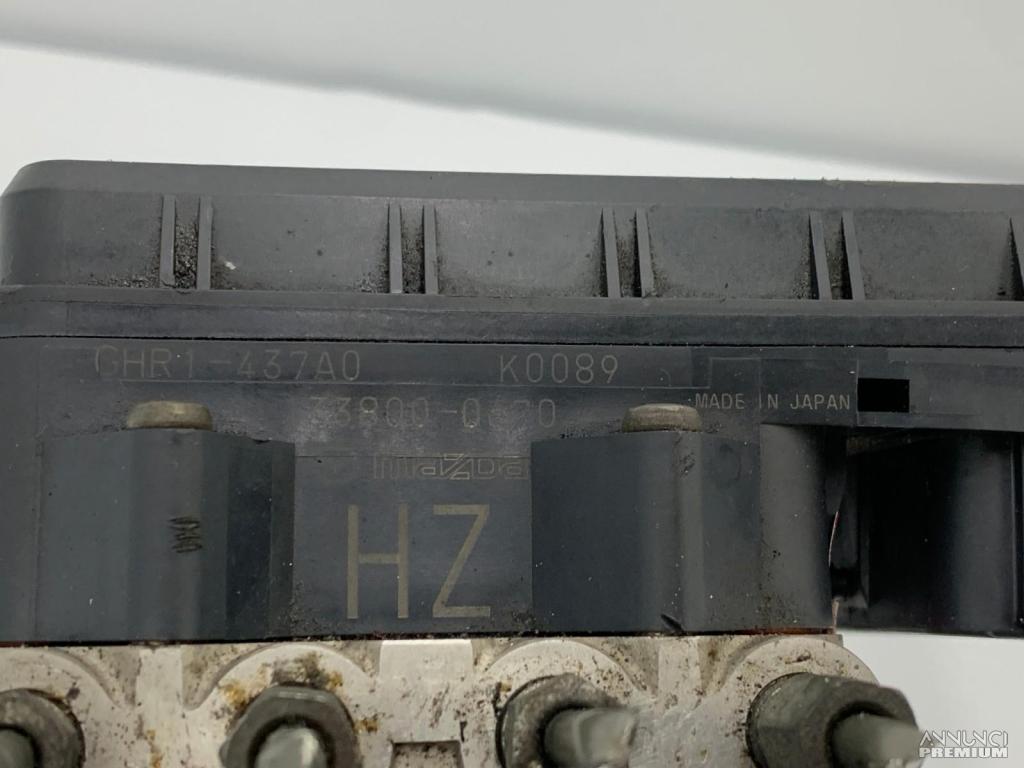 GHR1-437A0 K0089
MADE IN JAPAN
mazda
HZ
ANNUNCI
PREMIUM